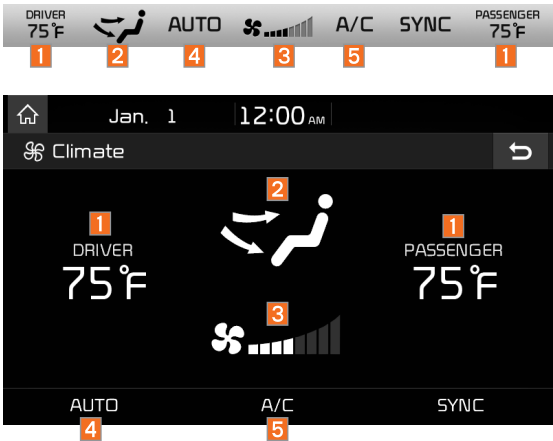 DRIVER PASSENGER
75°F AUTO A/C SYNC 75°F
1 2 4 3 5 1
Jan. 1 12:00 AM
Climate
2
1 1
DRIVER PASSENGER
75°F 75°F
3
AUTO A/C SYNC
4 5